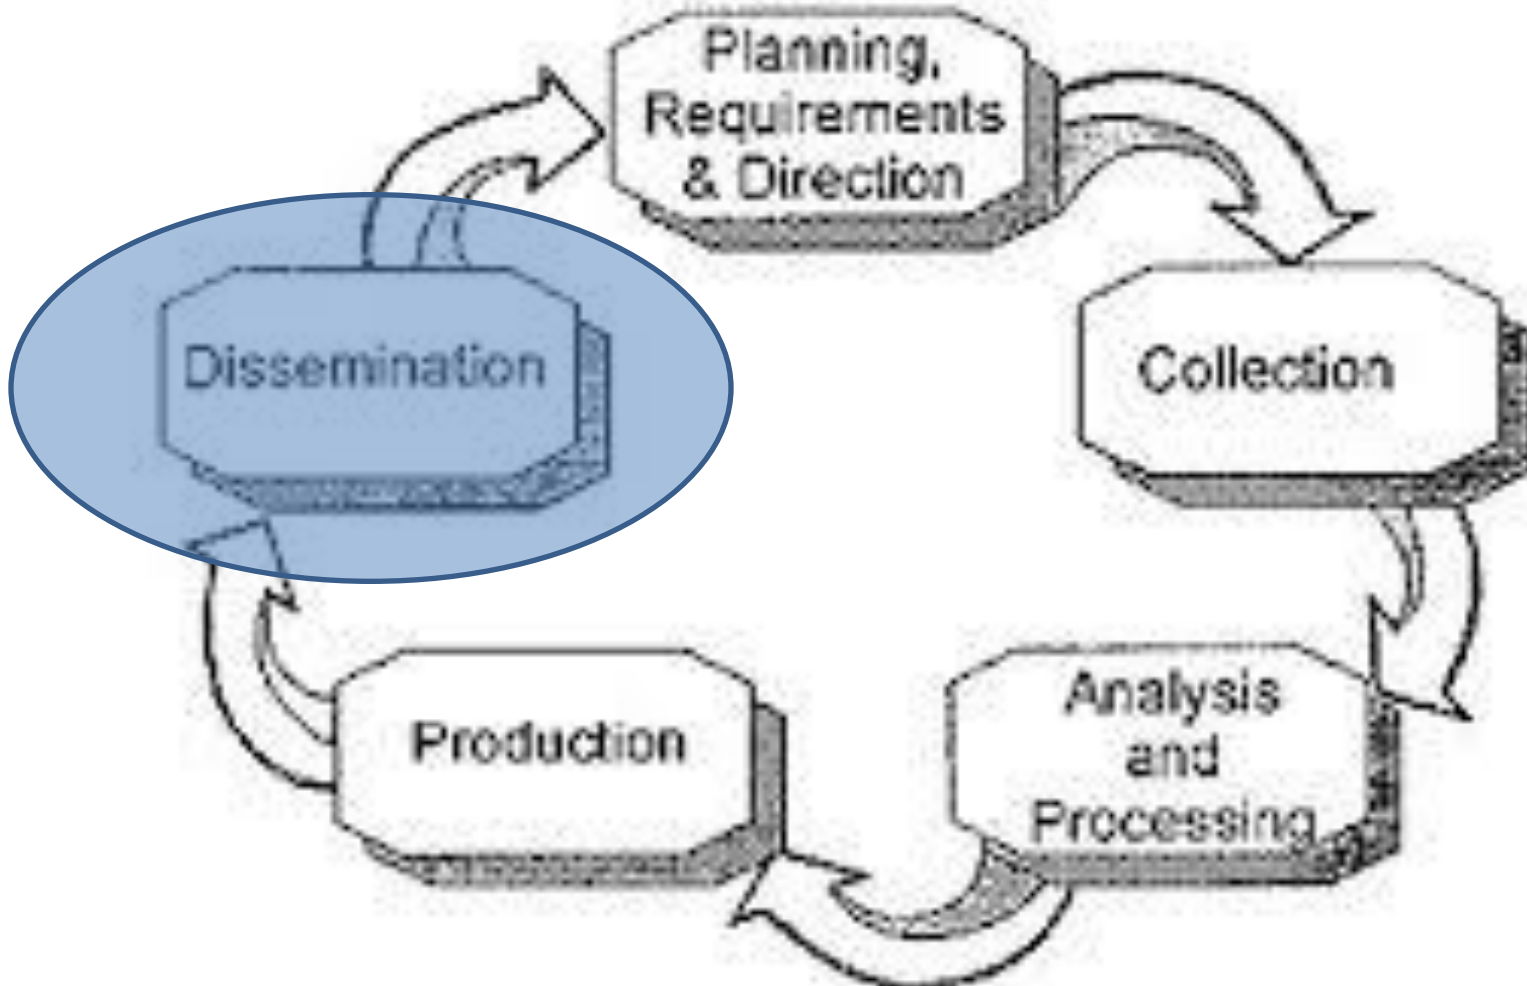 Planning,
Requirements
& Direction
Collection
Analysis
and
Processing
Production
Dissemination